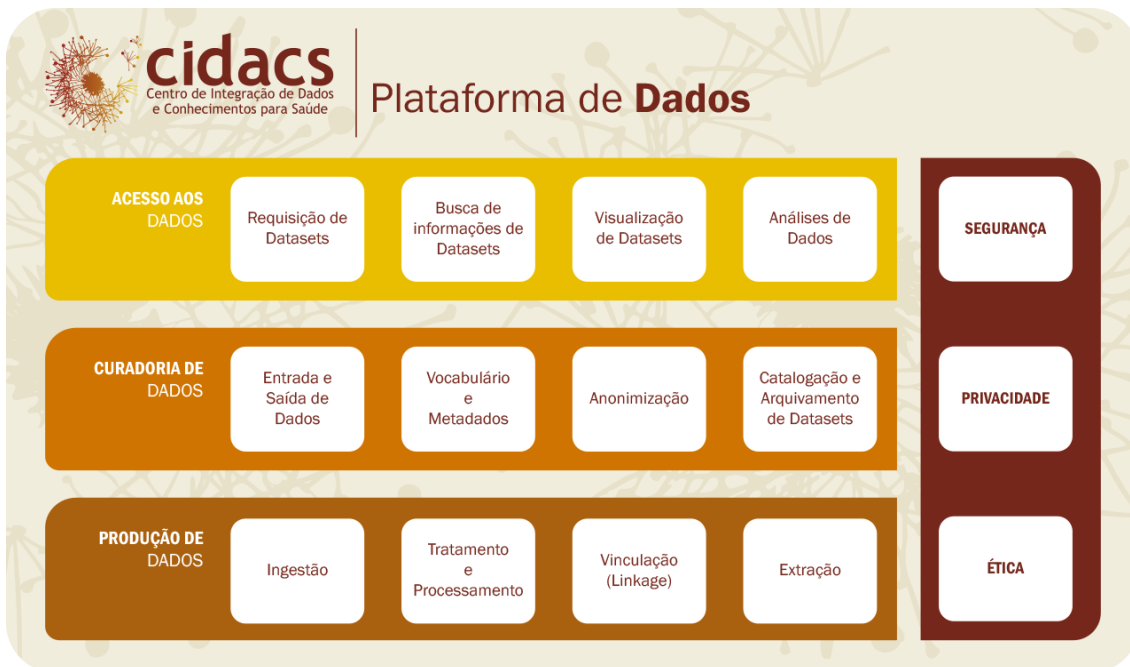 cidacs
Centro de Integração de Dados
e Conhecimentos para Saúde
Plataforma de Dados
ACESSO AOS
DADOS
Requisição de
Datasets
Busca de
informações de
Datasets
Visualização
de Datasets
Análises de
Dados
SEGURANÇA
CURADORIA DE
DADOS
Entrada e
Saída de
Dados
Vocabulário
e
Metadados
Anonimização
Catalogação e
Arquivamento
de Datasets
PRIVACIDADE
PRODUÇÃO DE
DADOS
Ingestão
Tratamento
e
Processamento
Vinculação
(Linkage)
Extração
ÉTICA